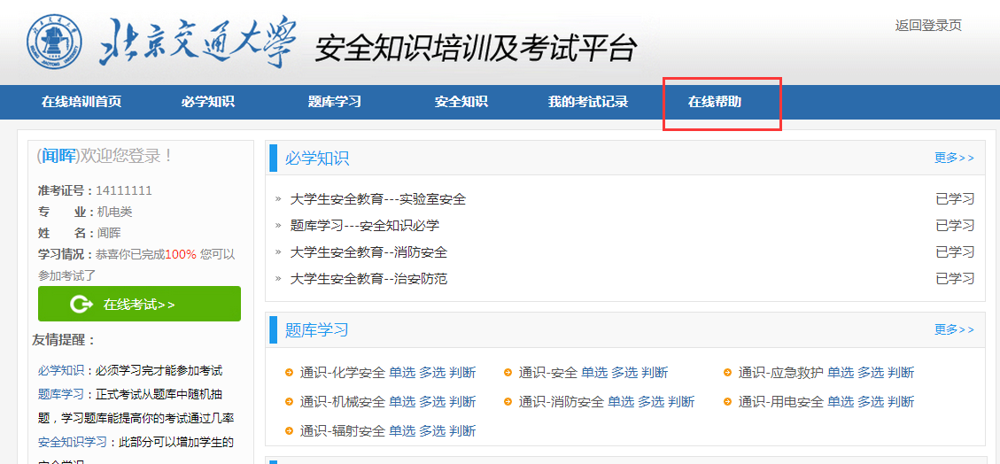 北京交通大学 安全知识培训及考试平台
返回登录页
在线培训首页 必学知识 题库学习 安全知识 我的考试记录 在线帮助
(闻晖)欢迎您登录！
准考证号：14111111
专 业：机电类
姓 名：闻晖
学习情况：恭喜你已完成100% 您可以
参加考试了
在线考试>>
友情提醒：
必学知识：必须学习完才能参加考试
题库学习：正式考试从题库中随机抽
题，学习题库能提高你的考试通过几率
安全知识学习：此部分可以增加学生的
安全常识
必学知识 更多>>
» 大学生安全教育---实验室安全 已学习
» 题库学习---安全知识必学 已学习
» 大学生安全教育--消防安全 已学习
» 大学生安全教育--治安防范 已学习
题库学习 更多>>
通识-化学安全 单选 多选 判断 通识-安全 单选 多选 判断 通识-应急救护 单选 多选 判断
通识-机械安全 单选 多选 判断 通识-消防安全 单选 多选 判断 通识-用电安全 单选 多选 判断
通识-辐射安全 单选 多选 判断